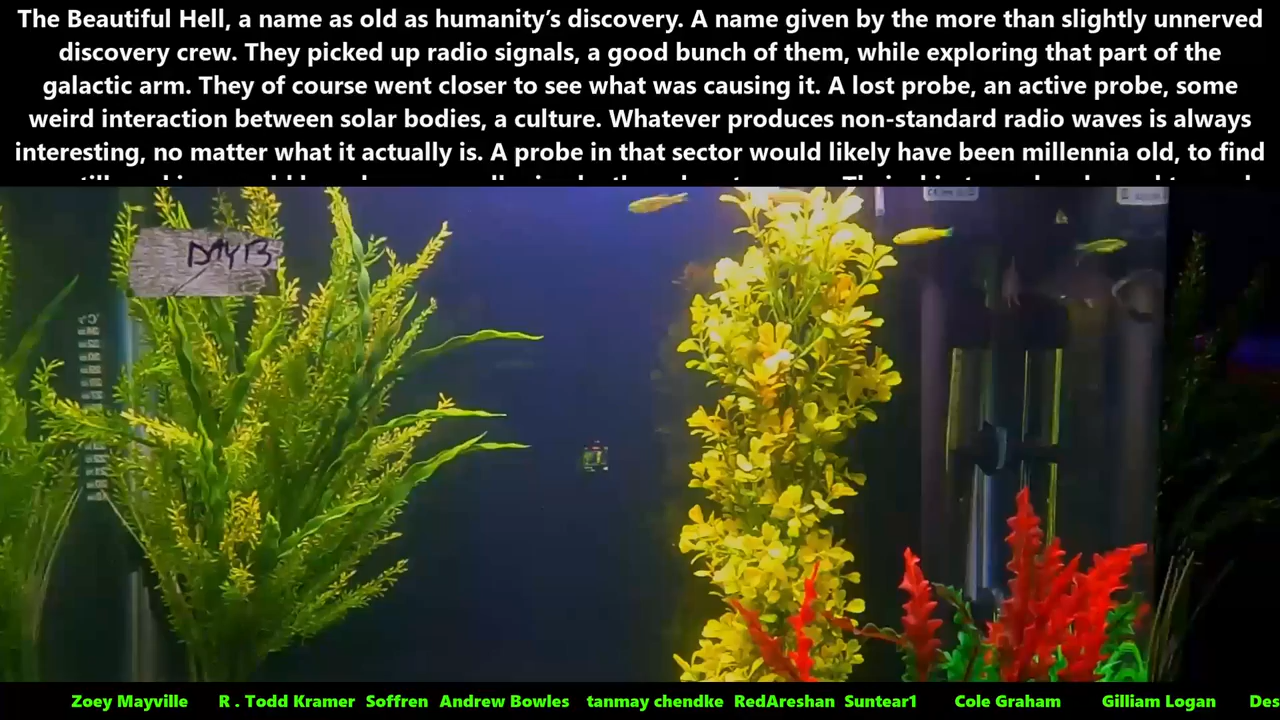 The Beautiful Hell, a name as old as humanity’s discovery. A name given by the more than slightly unnerved
discovery crew. They picked up radio signals, a good bunch of them, while exploring that part of the
galactic arm. They of course went closer to see what was causing it. A lost probe, an active probe, some
weird interaction between solar bodies, a culture. Whatever produces non-standard radio waves is always
interesting, no matter what it actually is. A probe in that sector would likely have been millennia old, to find
DAY 13
Zoey Mayville R . Todd Kramer Soffren Andrew Bowles tanmay chendke RedAreshan Suntear1 Cole Graham Gilliam Logan Des